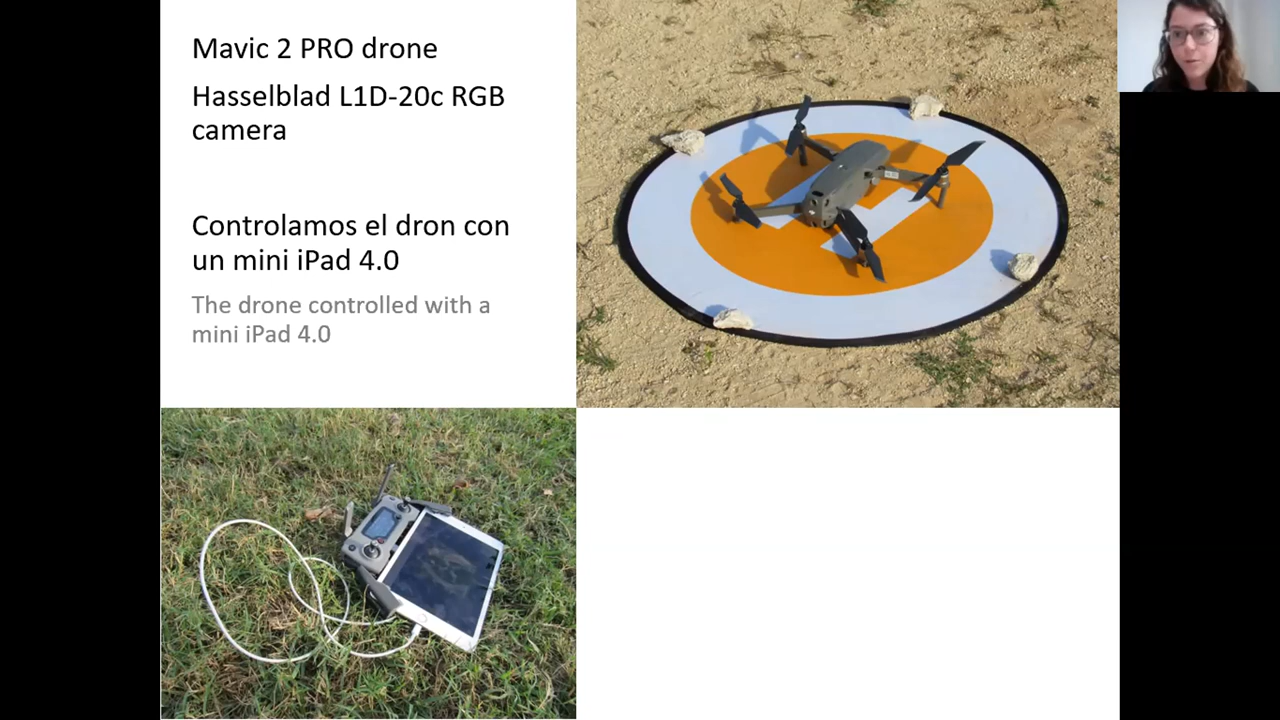 Mavic 2 PRO drone
Hasselblad L1D-20c RGB
camera
Controlamos el dron con
un mini iPad 4.0
The drone controlled with a
mini iPad 4.0